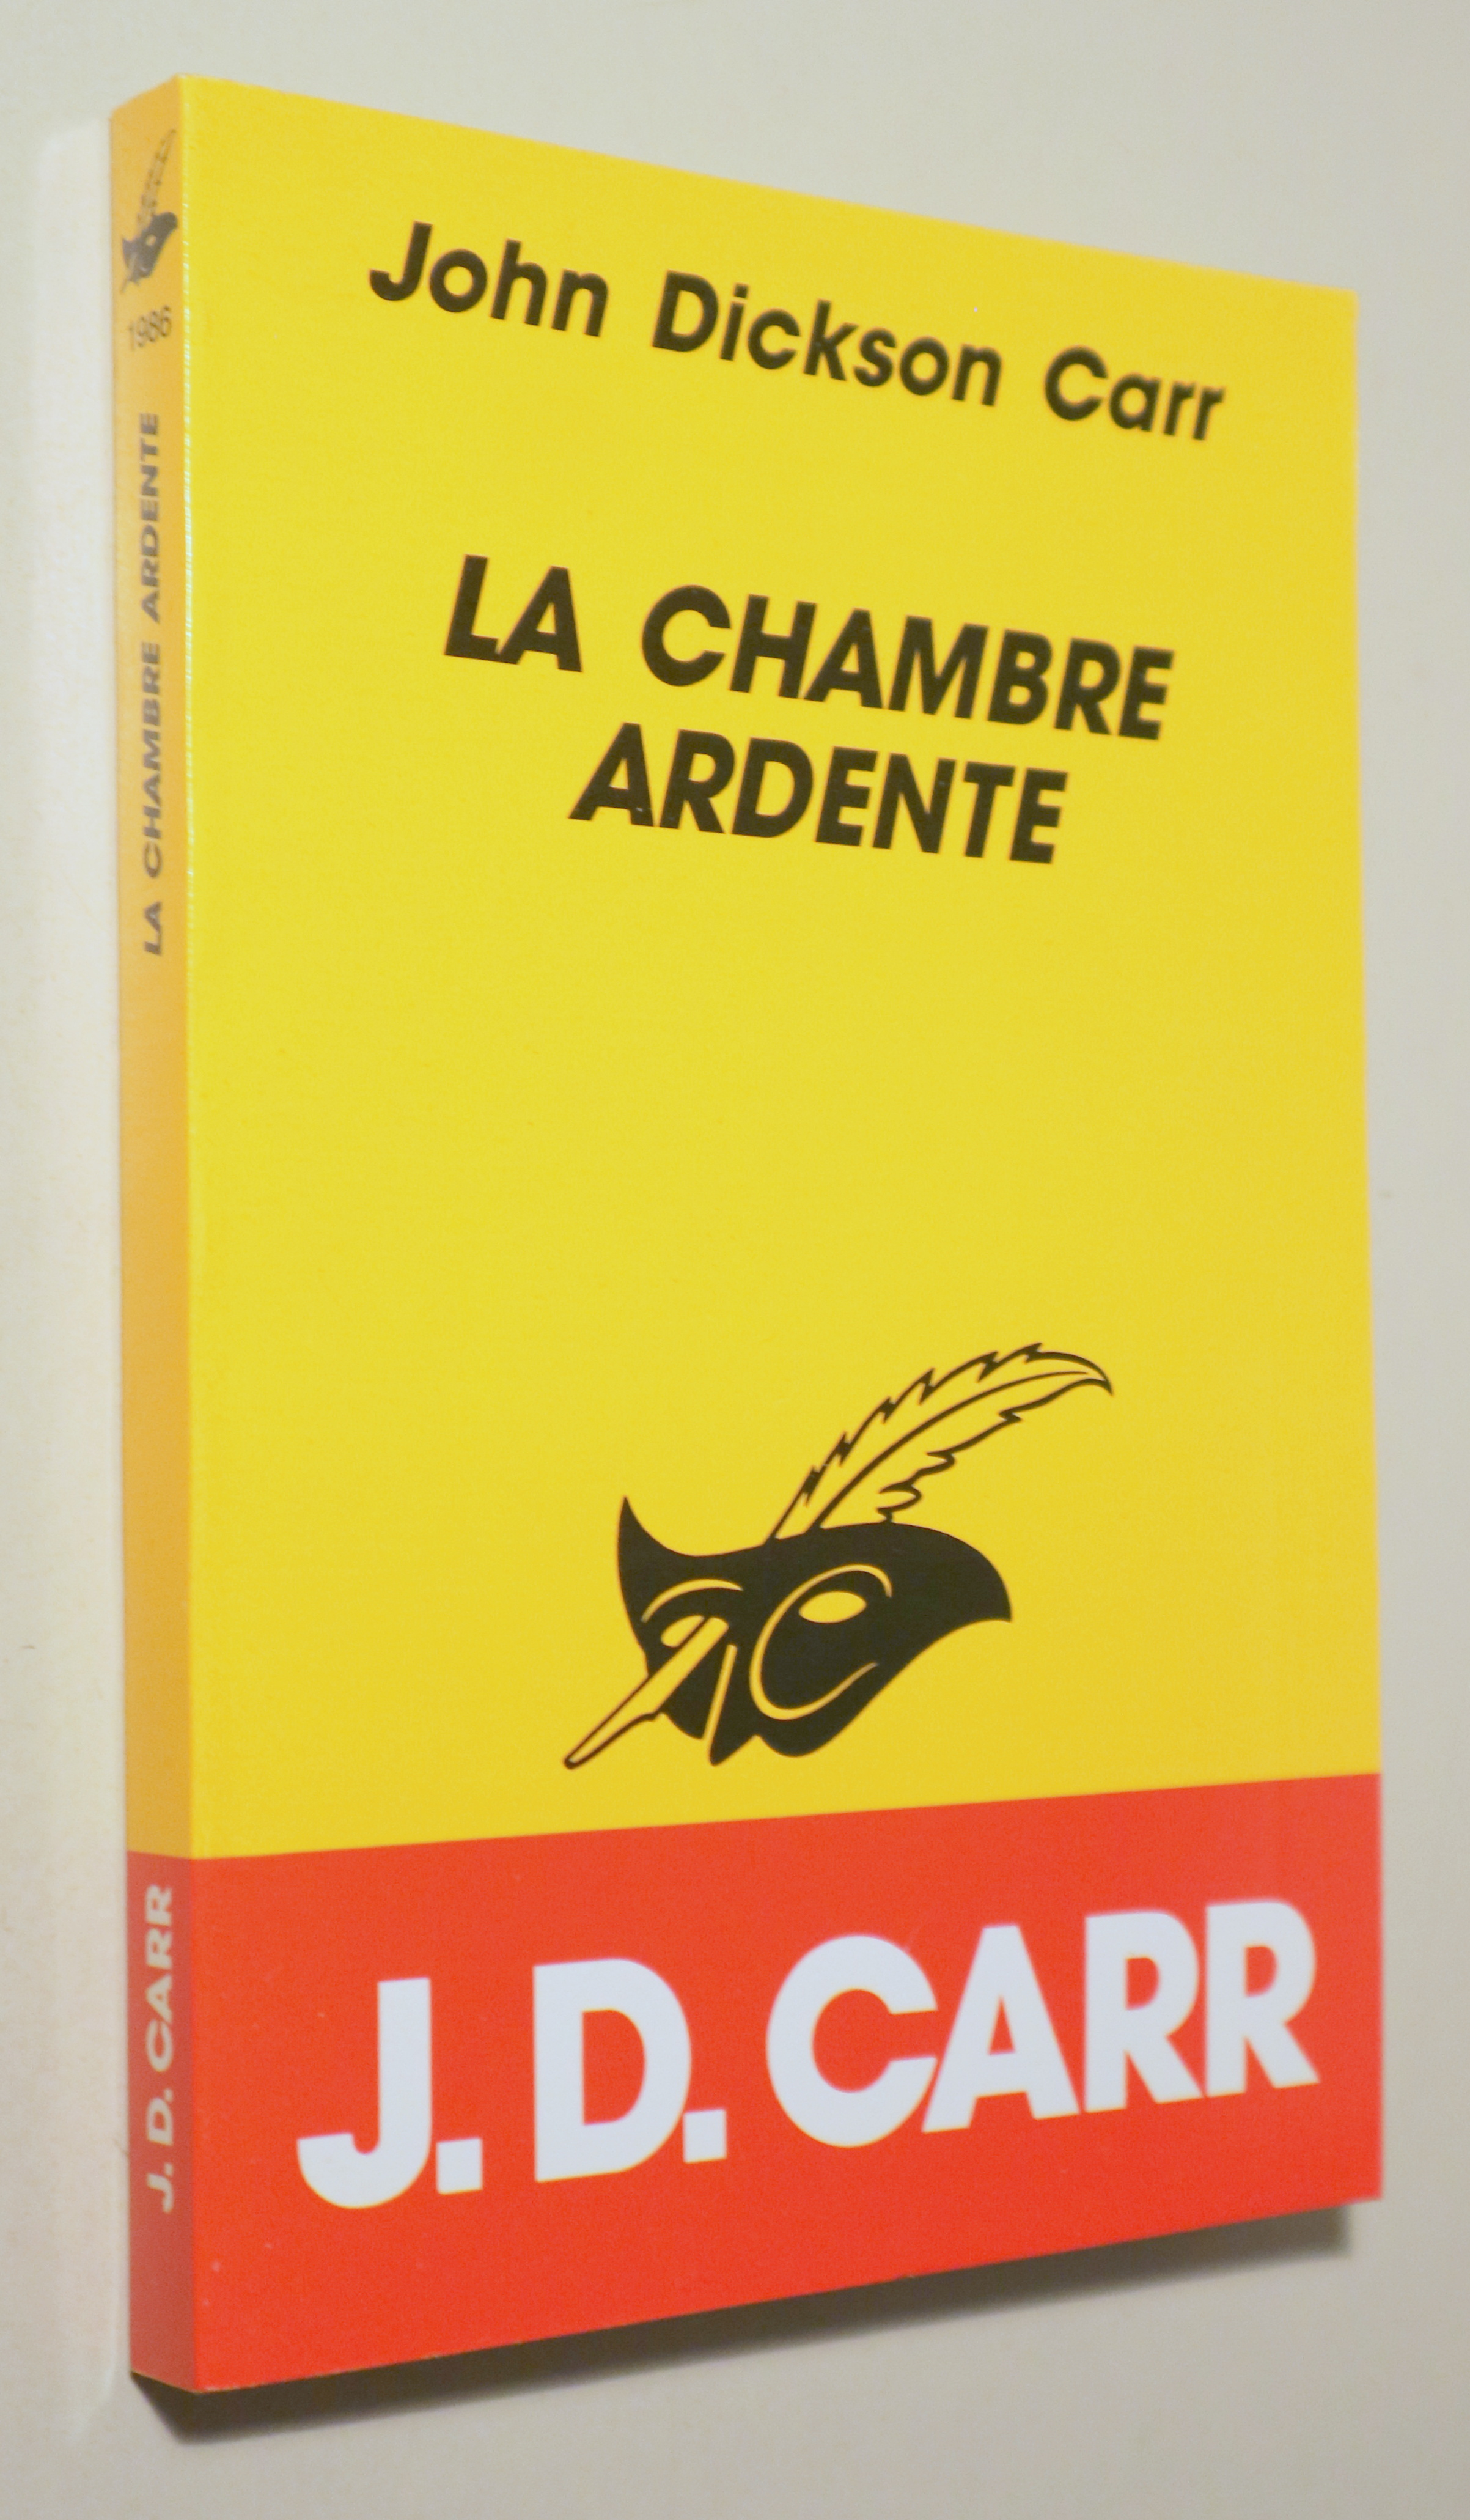 John Dickson Carr
LA CHAMBRE
ARDENTE
J. D. CARR
1986
LA CHAMBRE ARDENTE
J. D. CARR